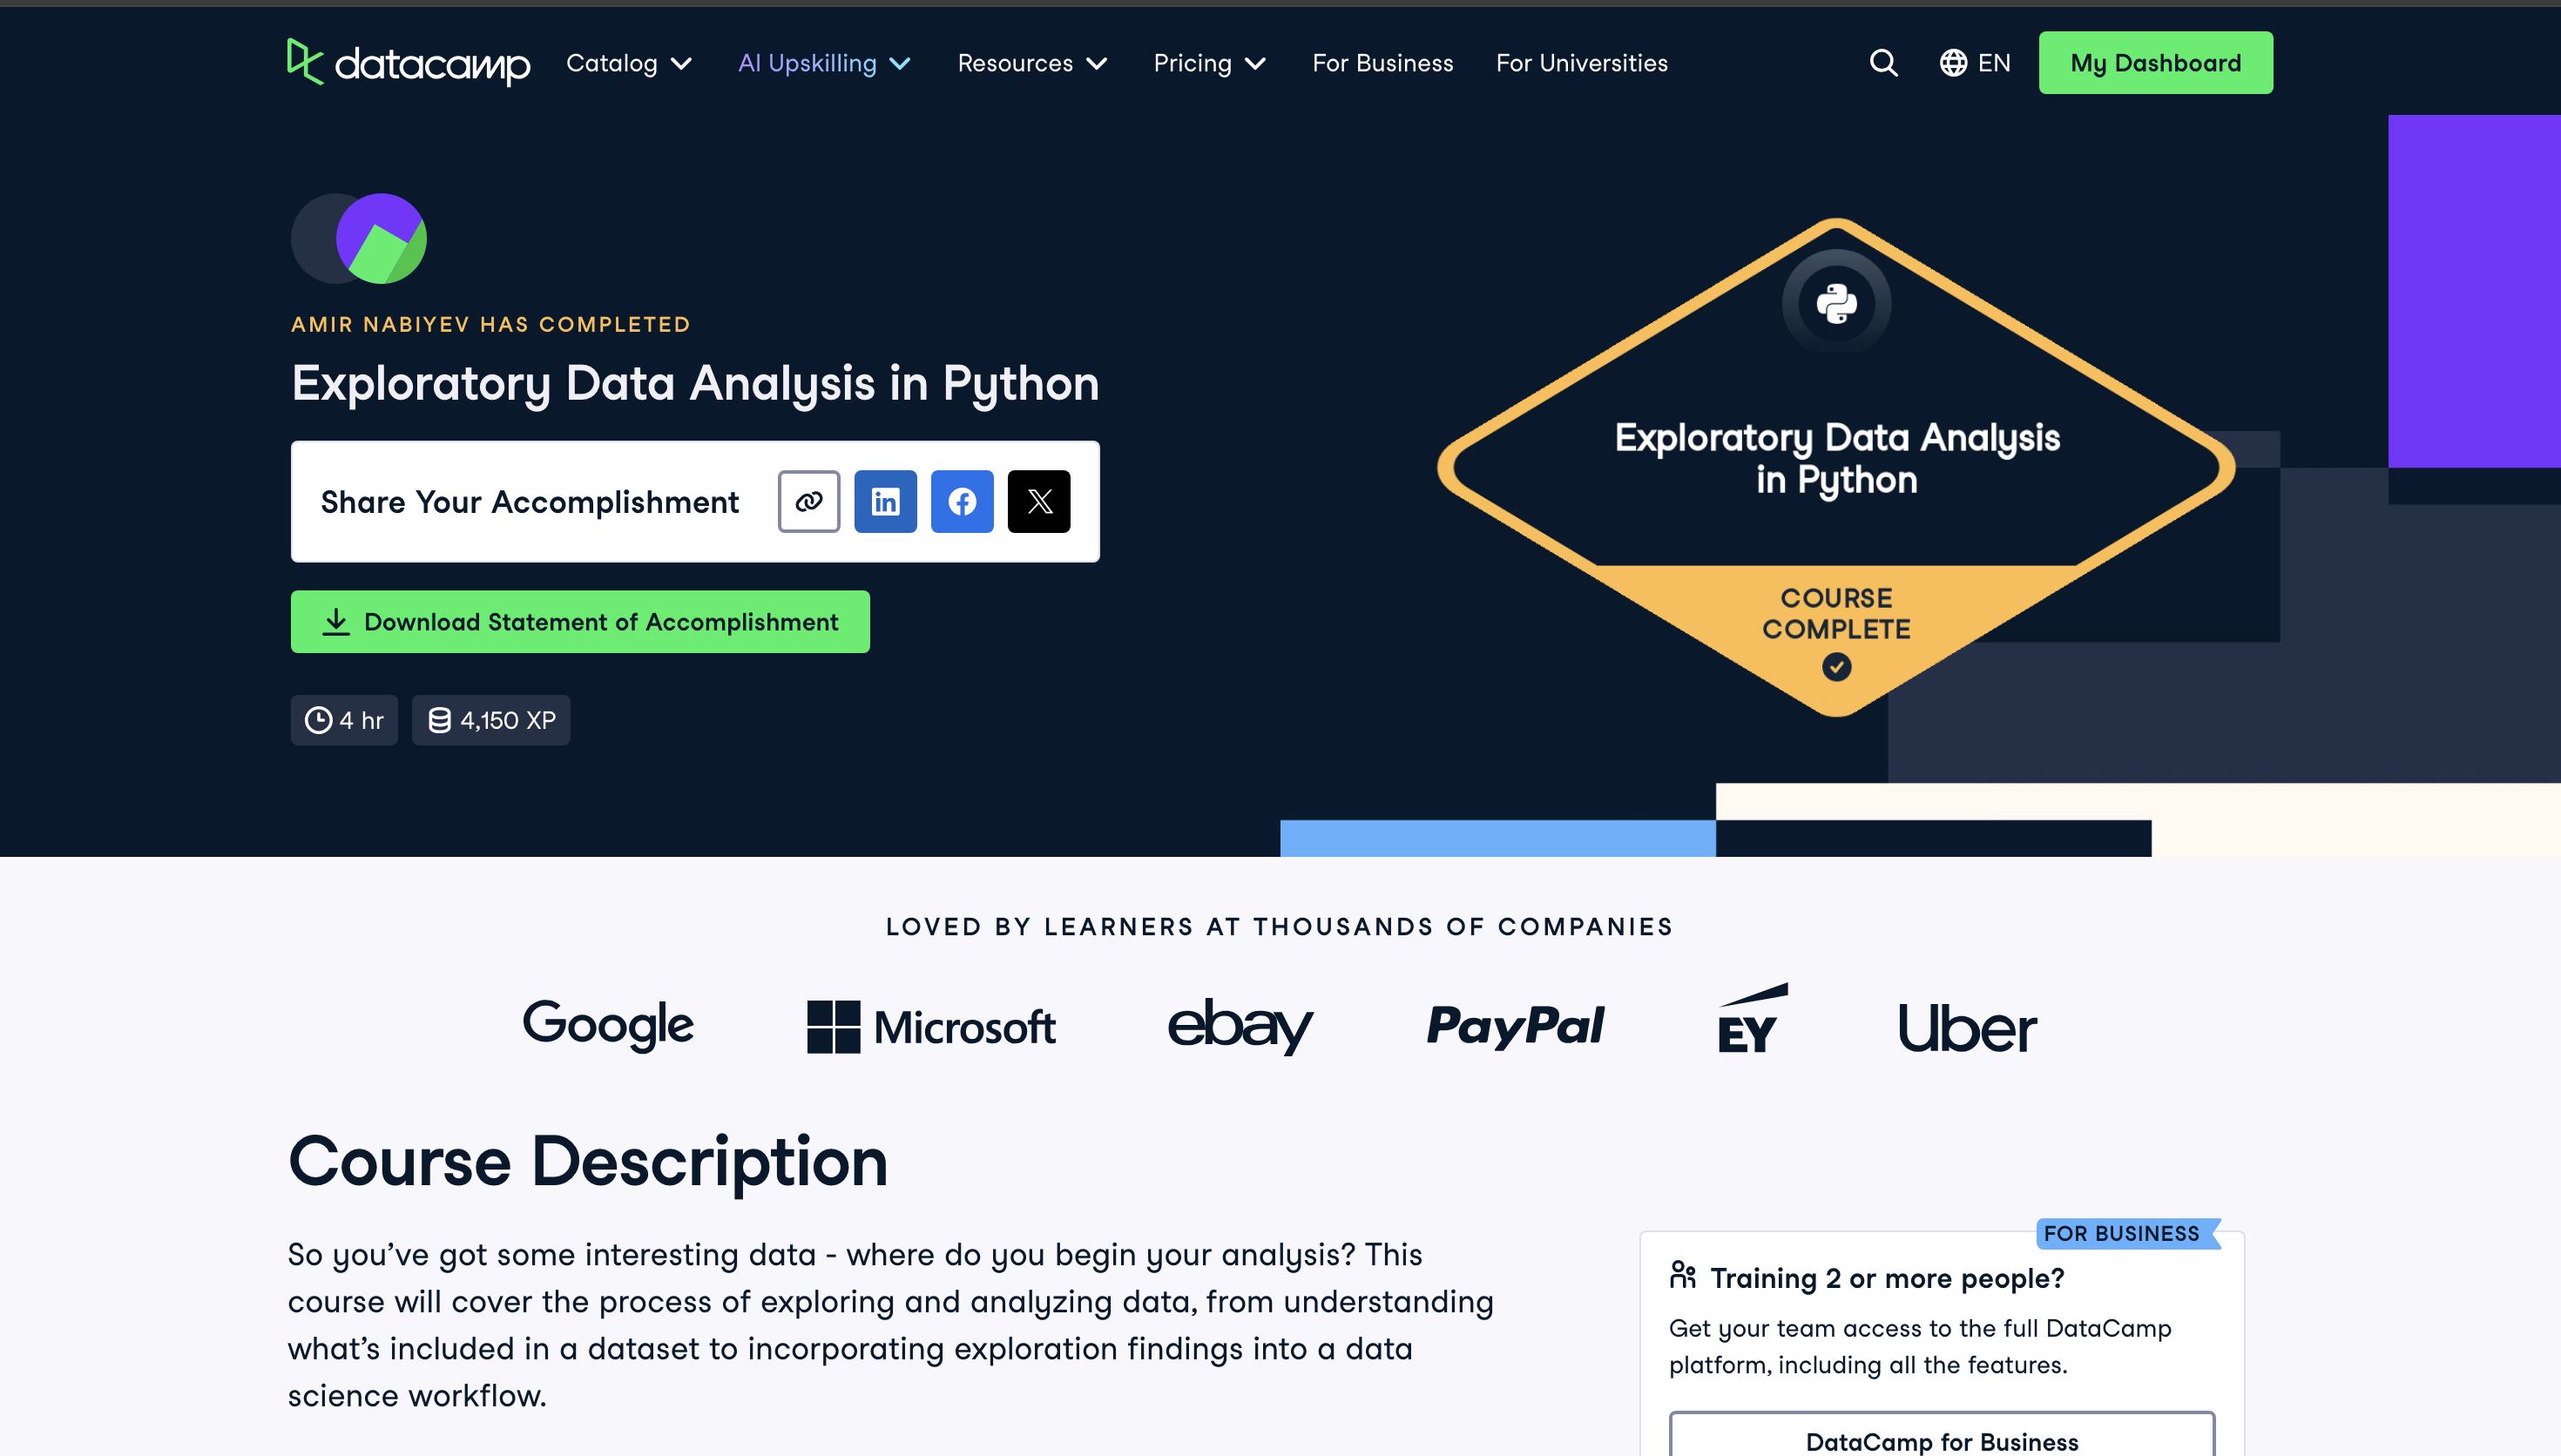 datacamp
Catalog
AI Upskilling
Resources
Pricing
For Business
For Universities
EN
My Dashboard
AMIR NABIYEV HAS COMPLETED
Exploratory Data Analysis in Python
Share Your Accomplishment
in
f
X
Download Statement of Accomplishment
4 hr
4,150 XP
Exploratory Data Analysis
in Python
COURSE
COMPLETE
LOVED BY LEARNERS AT THOUSANDS OF COMPANIES
Google
Microsoft
ebay
PayPal
EY
Uber
Course Description
So you’ve got some interesting data - where do you begin your analysis? This
course will cover the process of exploring and analyzing data, from understanding
what’s included in a dataset to incorporating exploration findings into a data
science workflow.
FOR BUSINESS
Training 2 or more people?
Get your team access to the full DataCamp
platform, including all the features.
DataCamp for Business